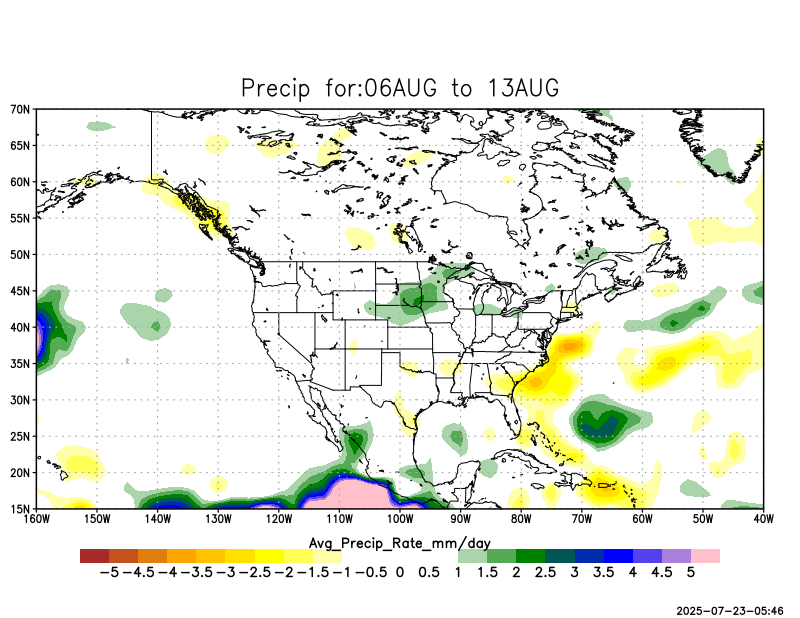 Precip for:06AUG to 13AUG
70N
65N
60N
55N
50N
45N
40N
35N
30N
25N
20N
15N
160W 150W 140W 130W 120W 110W 100W 90W 80W 70W 60W 50W 40W
Avg_Precip_Rate_mm/day
-5 -4.5 -4 -3.5 -3 -2.5 -2 -1.5 -1 -0.5 0 0.5 1 1.5 2 2.5 3 3.5 4 4.5 5
2025-07-23-05:46